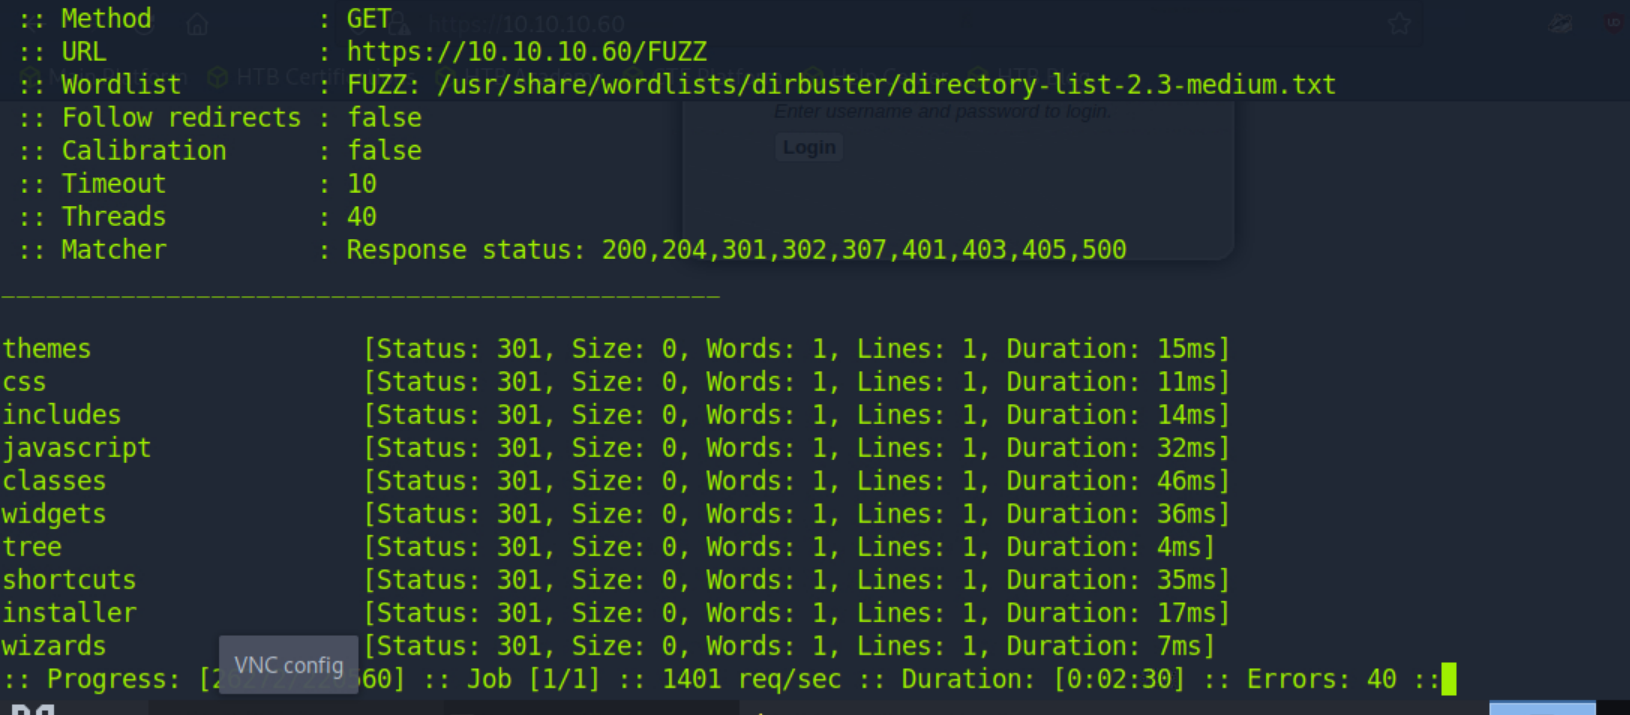 https://10.10.10.60
:: Method : GET
:: URL : https://10.10.10.60/FUZZ
HTB
:: Wordlist : FUZZ: /usr/share/wordlists/dirbuster/directory-list-2.3-medium.txt
:: Follow redirects : false
Enter username and password to login.
:: Calibration : false
Login
:: Timeout : 10
:: Threads : 40
:: Matcher : Response status: 200,204,301,302,307,401,403,405,500
________________________________________________
themes [Status: 301, Size: 0, Words: 1, Lines: 1, Duration: 15ms]
css [Status: 301, Size: 0, Words: 1, Lines: 1, Duration: 11ms]
includes [Status: 301, Size: 0, Words: 1, Lines: 1, Duration: 14ms]
javascript [Status: 301, Size: 0, Words: 1, Lines: 1, Duration: 32ms]
classes [Status: 301, Size: 0, Words: 1, Lines: 1, Duration: 46ms]
widgets [Status: 301, Size: 0, Words: 1, Lines: 1, Duration: 36ms]
tree [Status: 301, Size: 0, Words: 1, Lines: 1, Duration: 4ms]
shortcuts [Status: 301, Size: 0, Words: 1, Lines: 1, Duration: 35ms]
installer [Status: 301, Size: 0, Words: 1, Lines: 1, Duration: 17ms]
wizards [Status: 301, Size: 0, Words: 1, Lines: 1, Duration: 7ms]
VNC config
:: Progress: [ 60] :: Job [1/1] :: 1401 req/sec :: Duration: [0:02:30] :: Errors: 40 ::